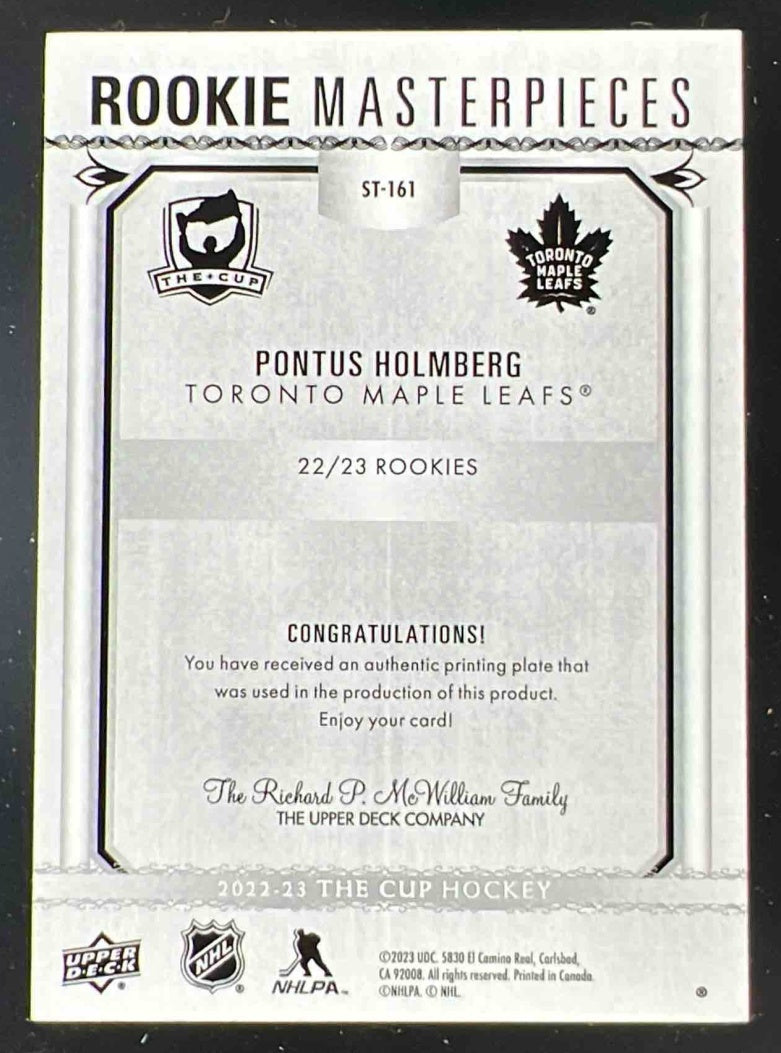 ROOKIE MASTERPIECES
ST-161
THE CUP
TORONTO
MAPLE
LEAFS
®
PONTUS HOLMBERG
TORONTO MAPLE LEAFS®
22/23 ROOKIES
CONGRATULATIONS!
You have received an authentic printing plate that
was used in the production of this product.
Enjoy your card!
The Richard P. McWilliam Family
THE UPPER DECK COMPANY
2022-23 THE CUP HOCKEY
UPPER
D·E·C·K
®
NHL
®
NHLPA™
©2023 UDC. 5830 El Camino Real, Carlsbad,
CA 92008. All rights reserved. Printed in Canada.
©NHLPA. © NHL.
®